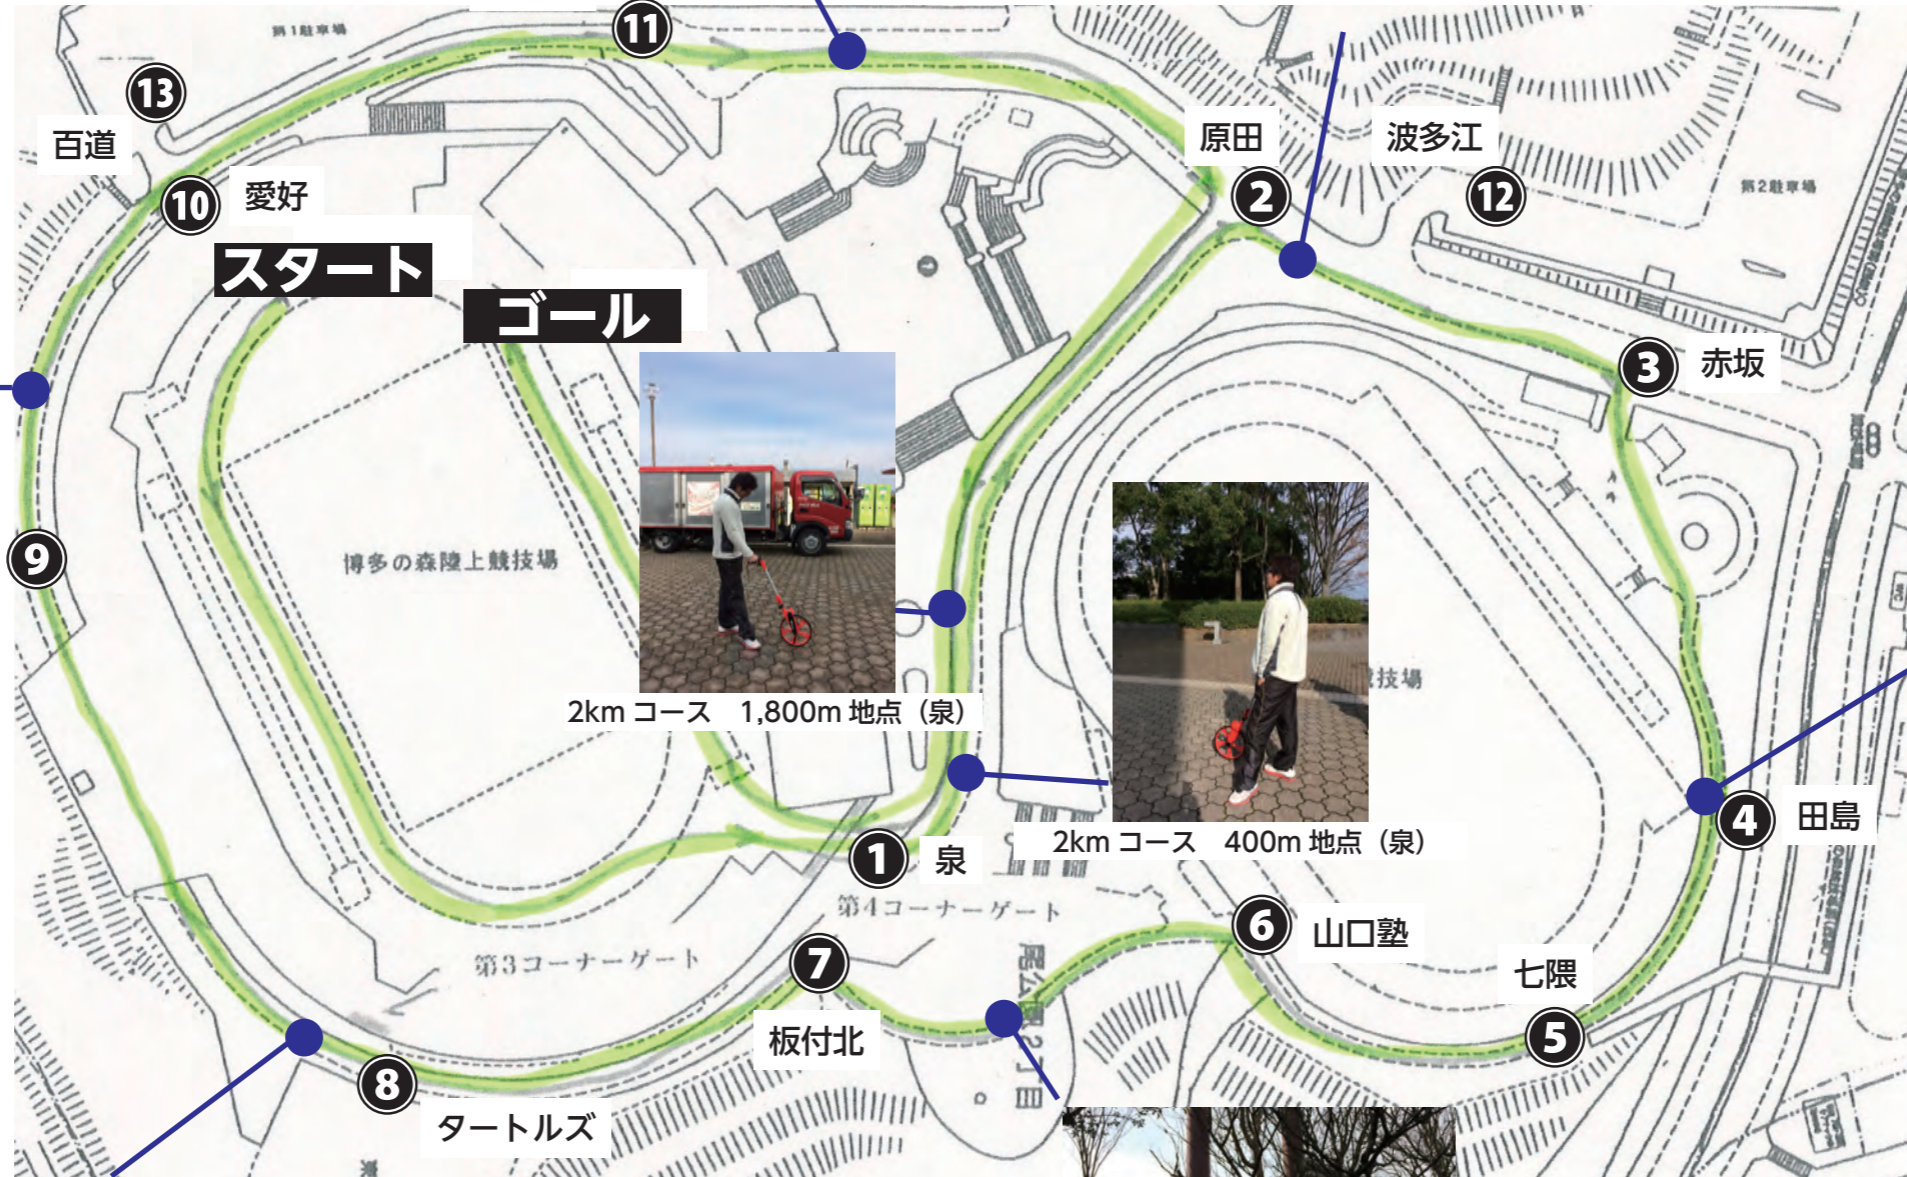 第1駐車場
11
13
百道
10
愛好
原田
2
波多江
12
第2駐車場
スタート
ゴール
3
赤坂
9
博多の森陸上競技場
技場
2km コース 1,800m 地点（泉）
2km コース 400m 地点（泉）
1
泉
4
田島
第4コーナーゲート
6
山口塾
第3コーナーゲート
7
七隈
5
板付北
8
タートルズ
WC